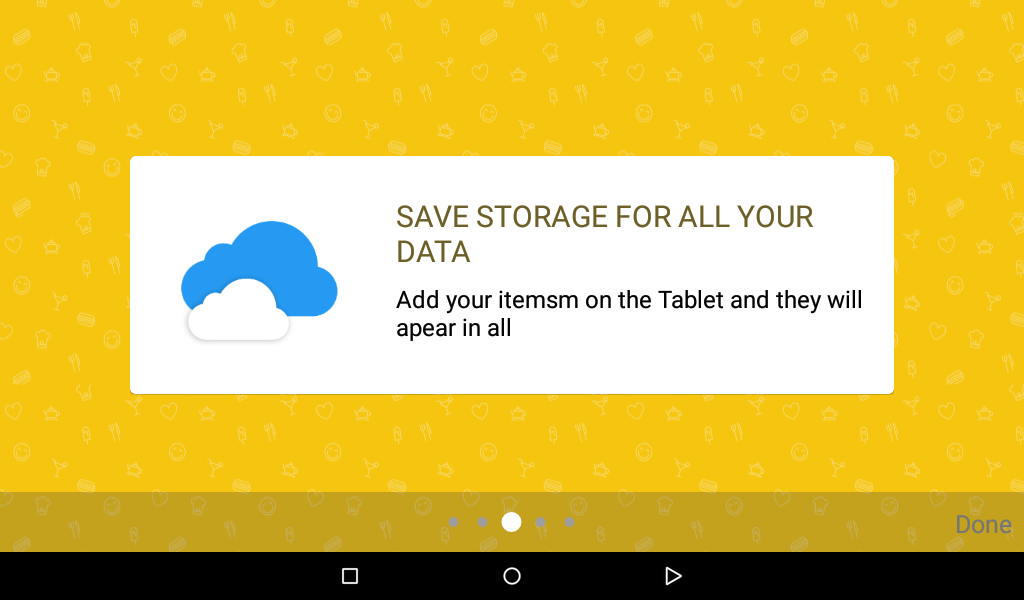 SAVE STORAGE FOR ALL YOUR
DATA
Add your itemsm on the Tablet and they will
apear in all
Done